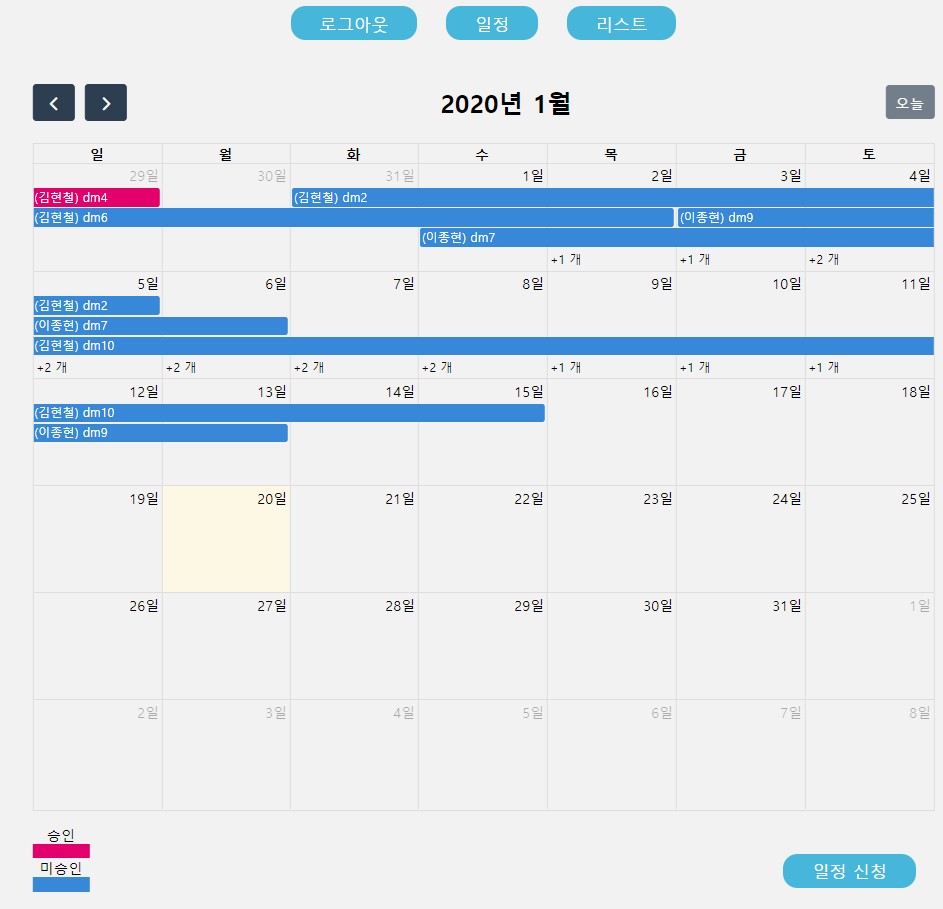 로그아웃 일정 리스트
2020년 1월 오늘
일 월 화 수 목 금 토
29일 30일 31일 1일 2일 3일 4일
(김현철) dm4 (김현철) dm2
(김현철) dm6 (이종현) dm9
(이종현) dm7
+1 개 +1 개 +2 개
5일 6일 7일 8일 9일 10일 11일
(김현철) dm2
(이종현) dm7
(김현철) dm10
+2 개 +2 개 +2 개 +2 개 +1 개 +1 개 +1 개
12일 13일 14일 15일 16일 17일 18일
(김현철) dm10
(이종현) dm9
19일 20일 21일 22일 23일 24일 25일
26일 27일 28일 29일 30일 31일 1일
2일 3일 4일 5일 6일 7일 8일
승인
미승인
일정 신청